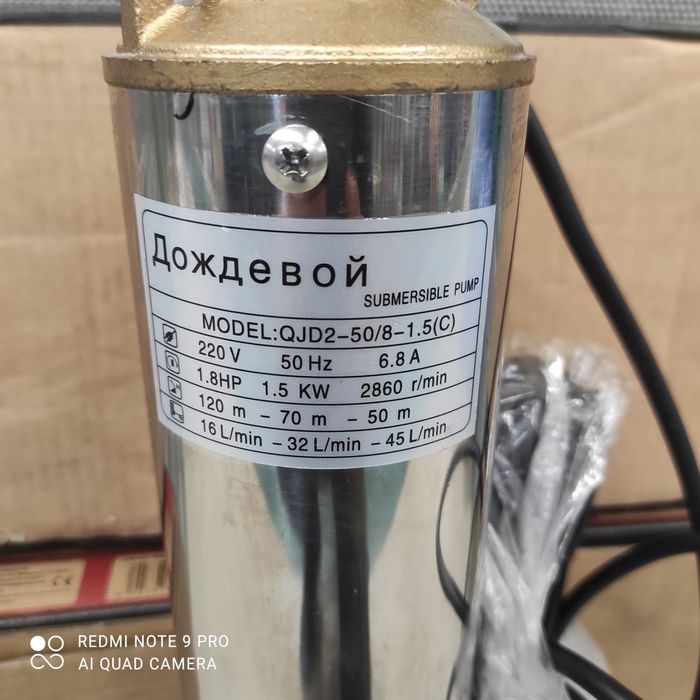 Дождевой
SUBMERSIBLE PUMP
MODEL:QJD2-50/8-1.5(C)
220 V 50 Hz 6.8 A
1.8HP 1.5 KW 2860 r/min
120 m - 70 m - 50 m
16 L/min - 32 L/min - 45 L/min
REDMI NOTE 9 PRO
AI QUAD CAMERA